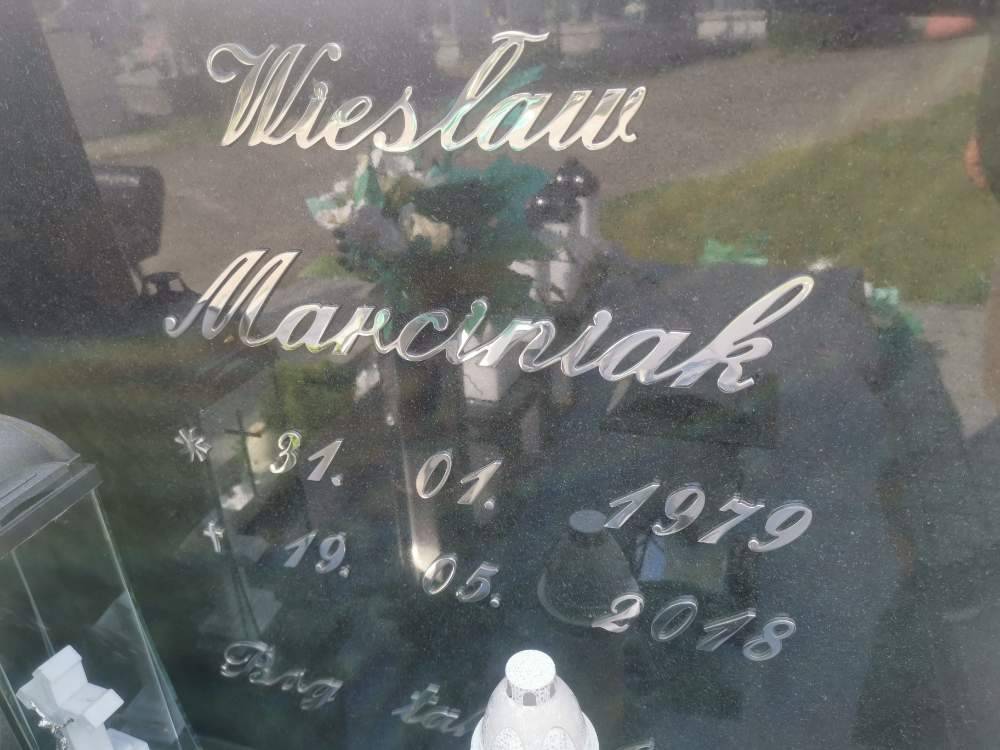 Wiesław
Marciniak
* 31. 01. 1979
† 19. 05. 2018
Bóg